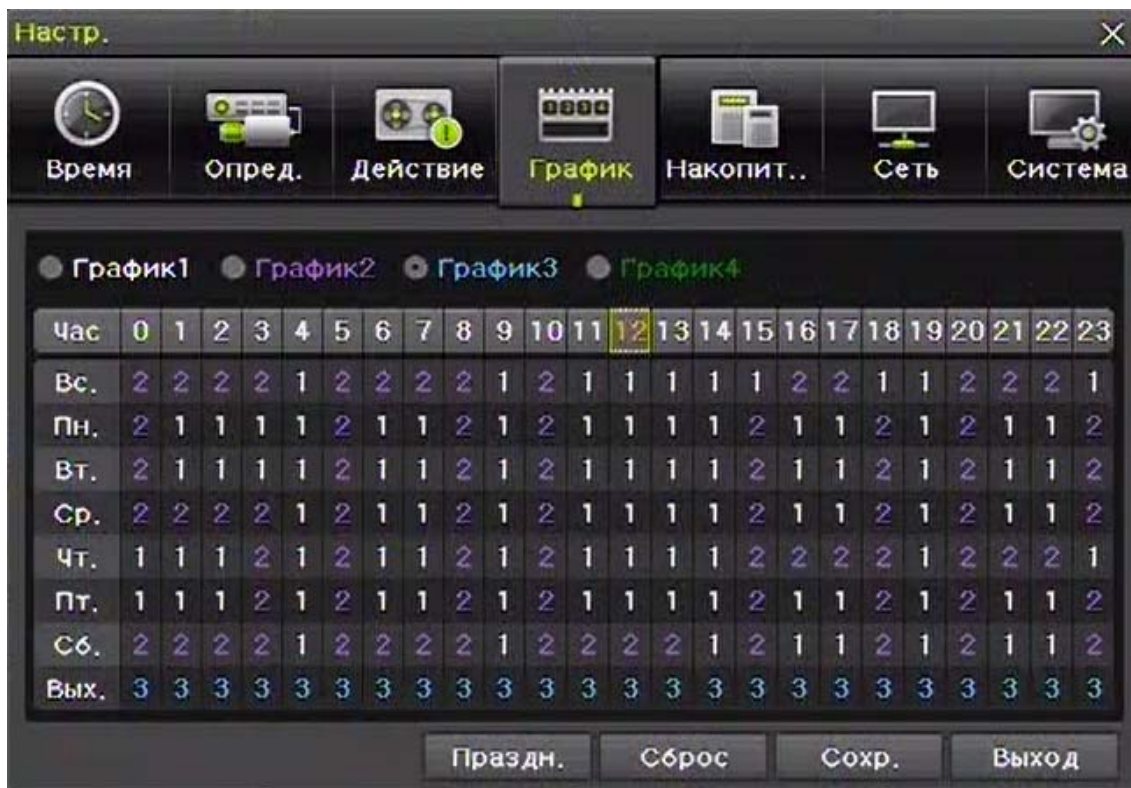 Настр.
Время Опред. Действие График Накопит.. Сеть Система
График1 График2 График3 График4
Час 0 1 2 3 4 5 6 7 8 9 10 11 12 13 14 15 16 17 18 19 20 21 22 23
Вс. 2 2 2 2 1 2 2 2 2 1 2 1 1 1 1 1 2 2 1 1 2 2 2 1
Пн. 2 1 1 1 1 2 1 1 2 1 2 1 1 1 1 2 1 1 2 1 2 1 1 2
Вт. 2 1 1 1 1 2 1 1 2 1 2 1 1 1 1 2 1 1 2 1 2 1 1 2
Ср. 2 2 2 2 1 2 1 1 2 1 2 1 1 1 1 2 1 1 2 1 2 1 1 2
Чт. 1 1 1 2 1 2 1 1 2 1 2 1 1 1 1 2 2 2 2 1 2 2 2 1
Пт. 1 1 1 2 1 2 1 1 2 1 2 1 1 1 1 2 1 1 2 1 2 1 1 2
Сб. 2 2 2 2 1 2 2 2 2 1 2 2 2 2 1 2 1 1 2 1 2 1 1 2
Вых. 3 3 3 3 3 3 3 3 3 3 3 3 3 3 3 3 3 3 3 3 3 3 3 3
Праздн. Сброс Сохр. Выход